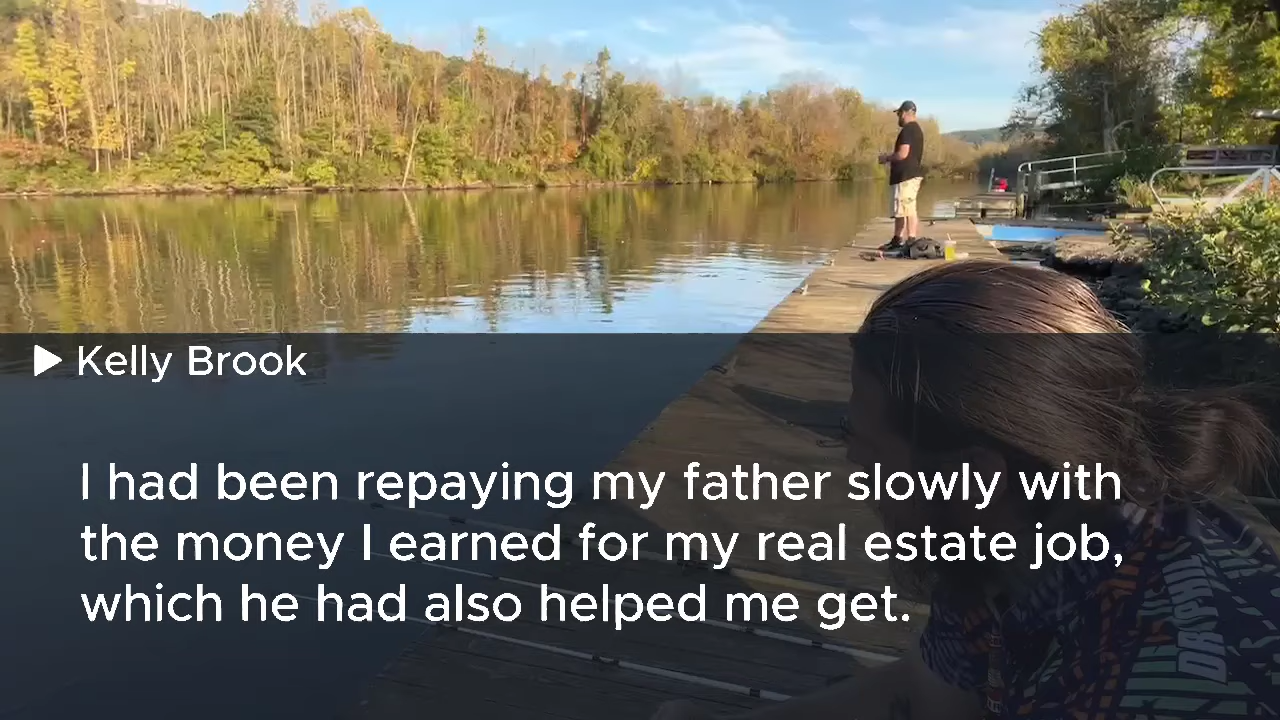 Kelly Brook
I had been repaying my father slowly with
the money I earned for my real estate job,
which he had also helped me get.